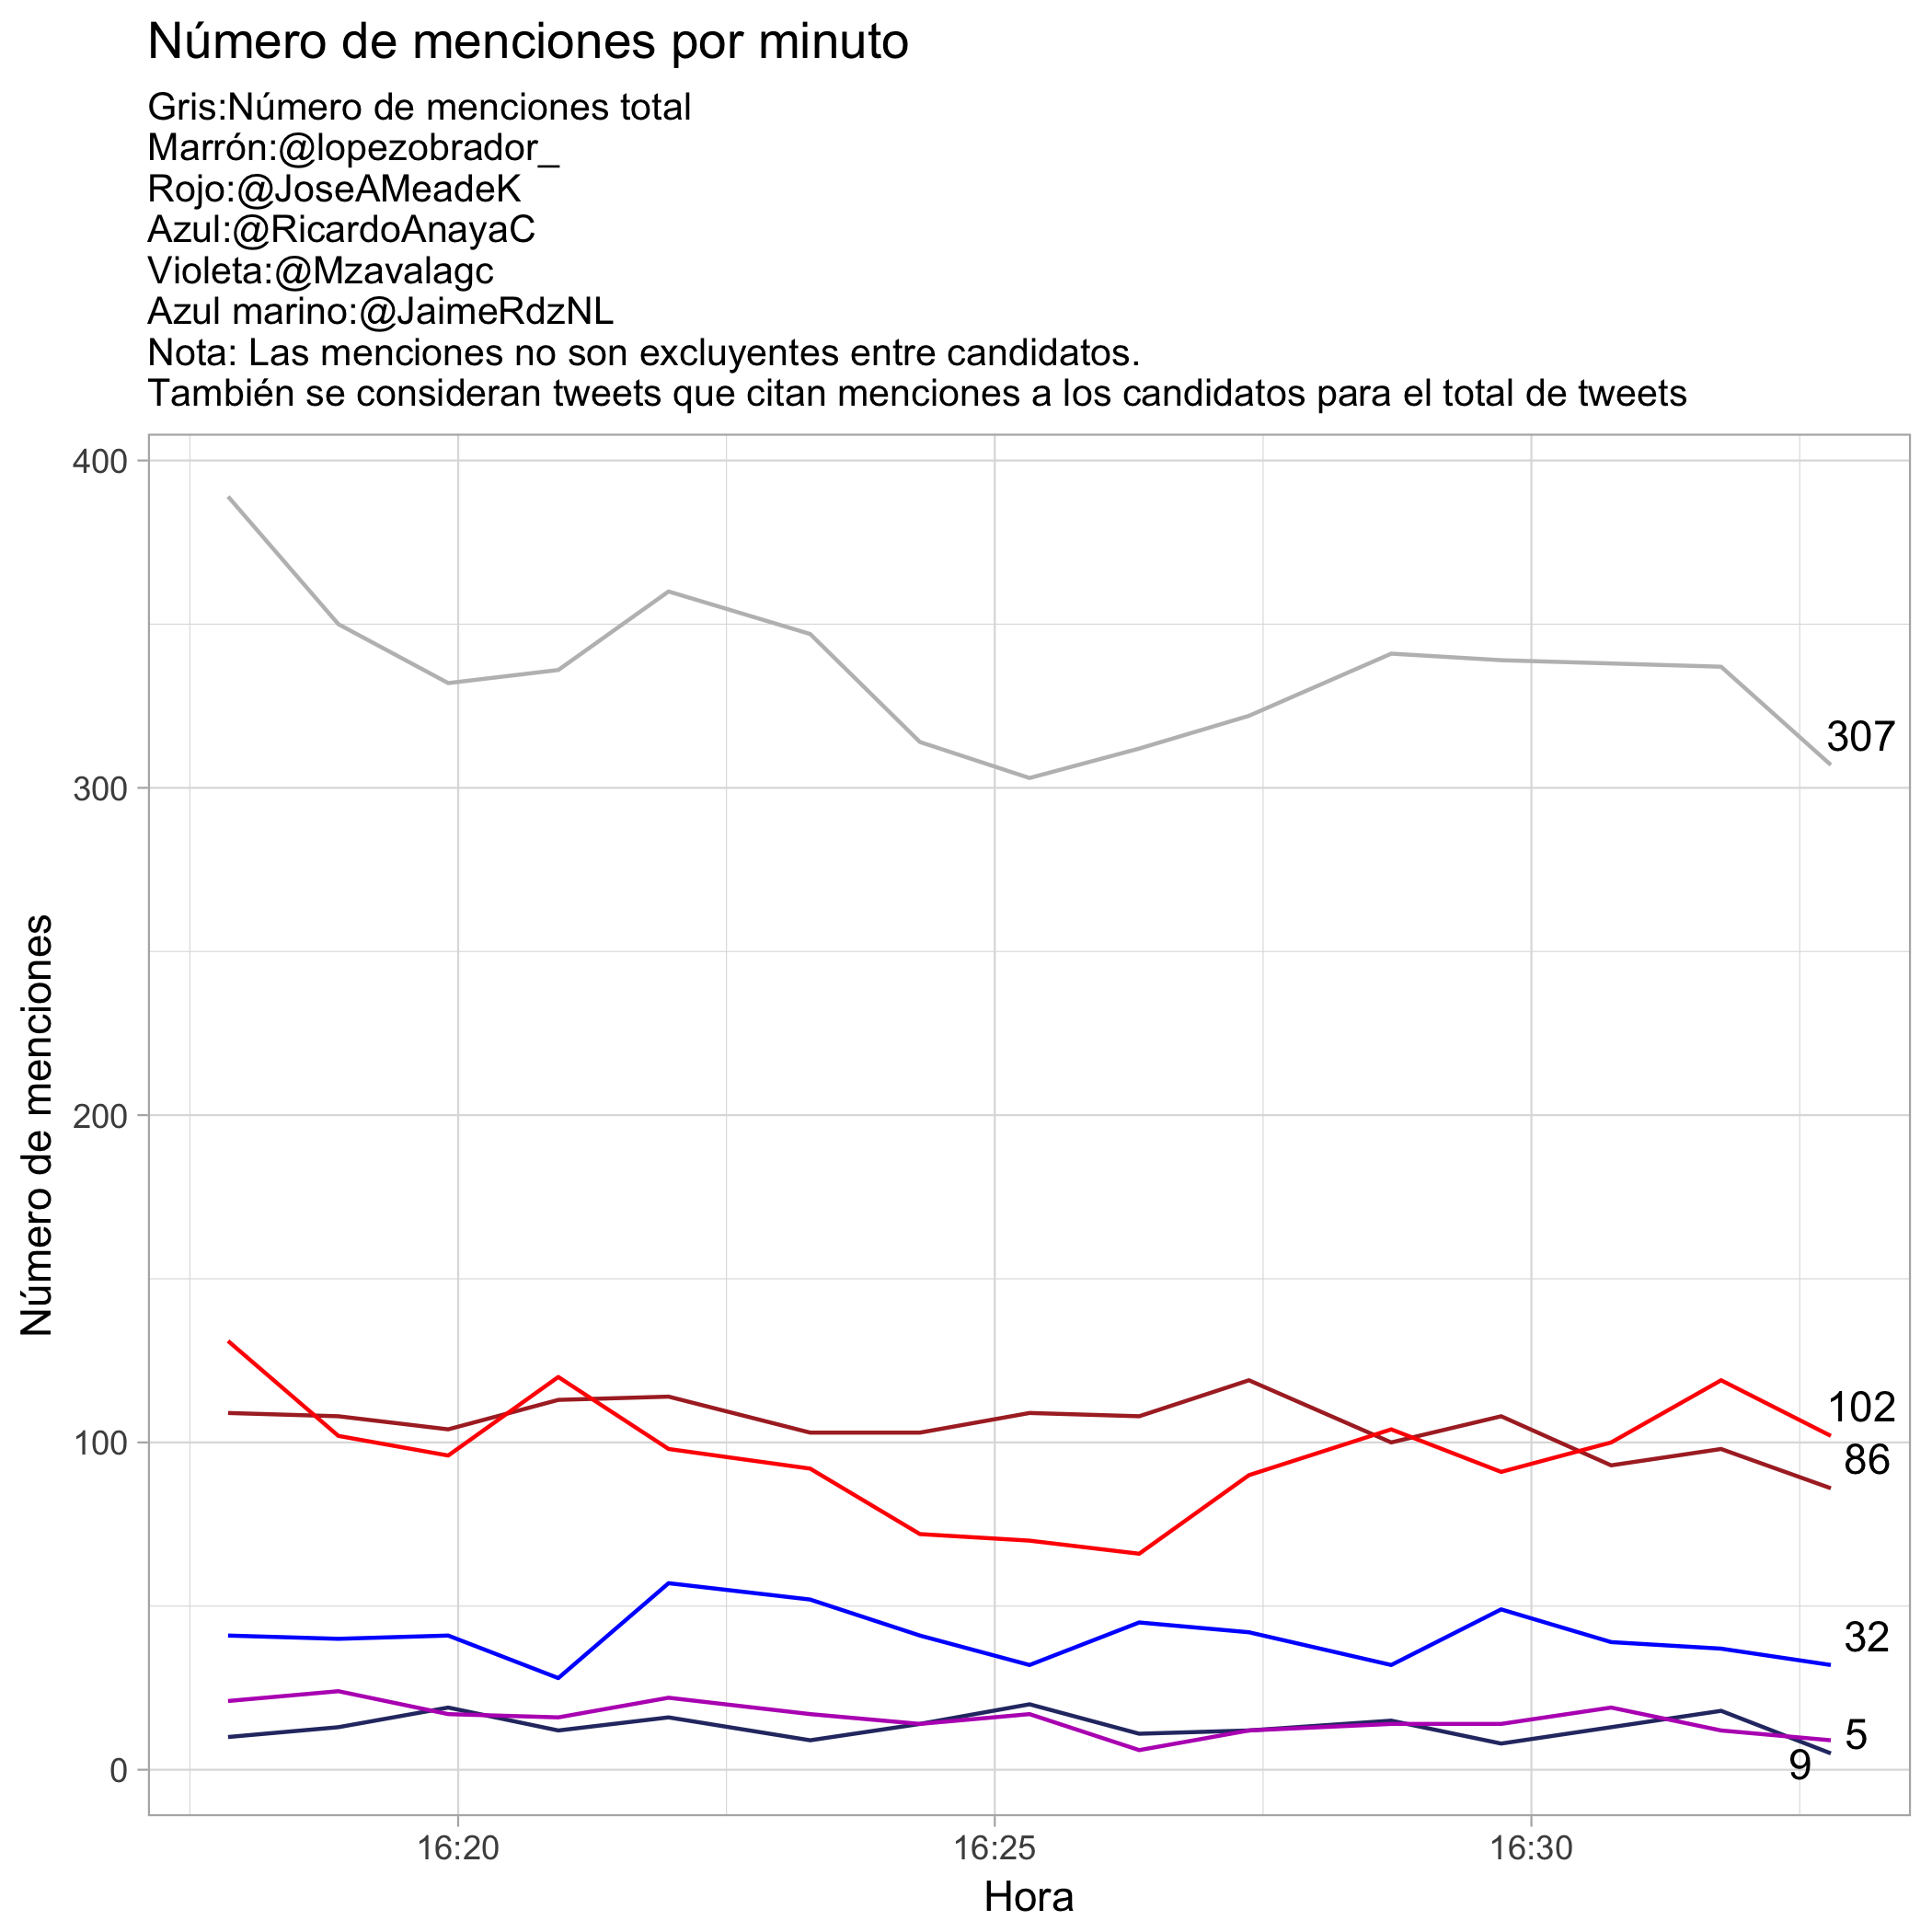 Número de menciones por minuto
Gris:Número de menciones total
Marrón:@lopezobrador_
Rojo:@JoseAMeadeK
Azul:@RicardoAnayaC
Violeta:@Mzavalagc
Azul marino:@JaimeRdzNL
Nota: Las menciones no son excluyentes entre candidatos.
También se consideran tweets que citan menciones a los candidatos para el total de tweets
400
300
200
100
0
Número de menciones
307
102
86
32
5
9
16:20
16:25
16:30
Hora